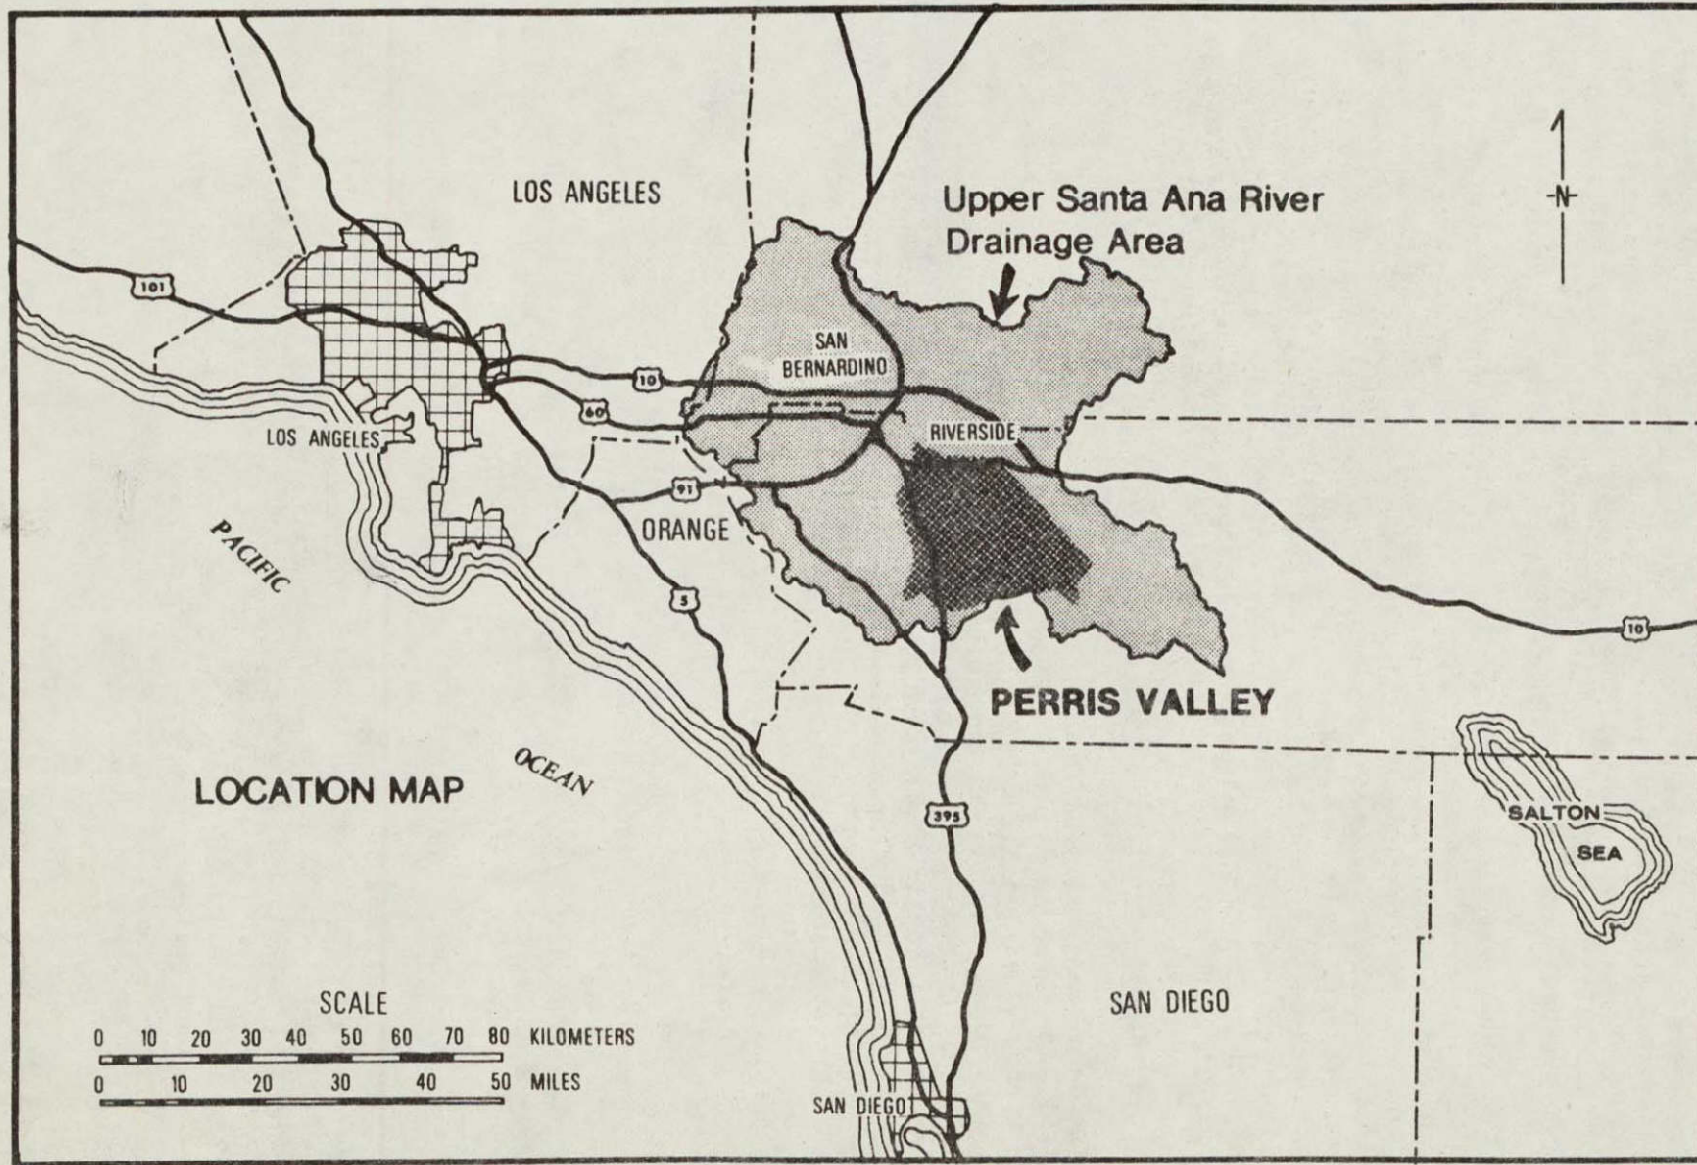 LOS ANGELES
Upper Santa Ana River
Drainage Area
N
101
SAN
BERNARDINO
10
60
LOS ANGELES
RIVERSIDE
91
ORANGE
PACIFIC
5
10
PERRIS VALLEY
OCEAN
LOCATION MAP
395
SALTON
SEA
SCALE
SAN DIEGO
0 10 20 30 40 50 60 70 80 KILOMETERS
0 10 20 30 40 50 MILES
SAN DIEGO